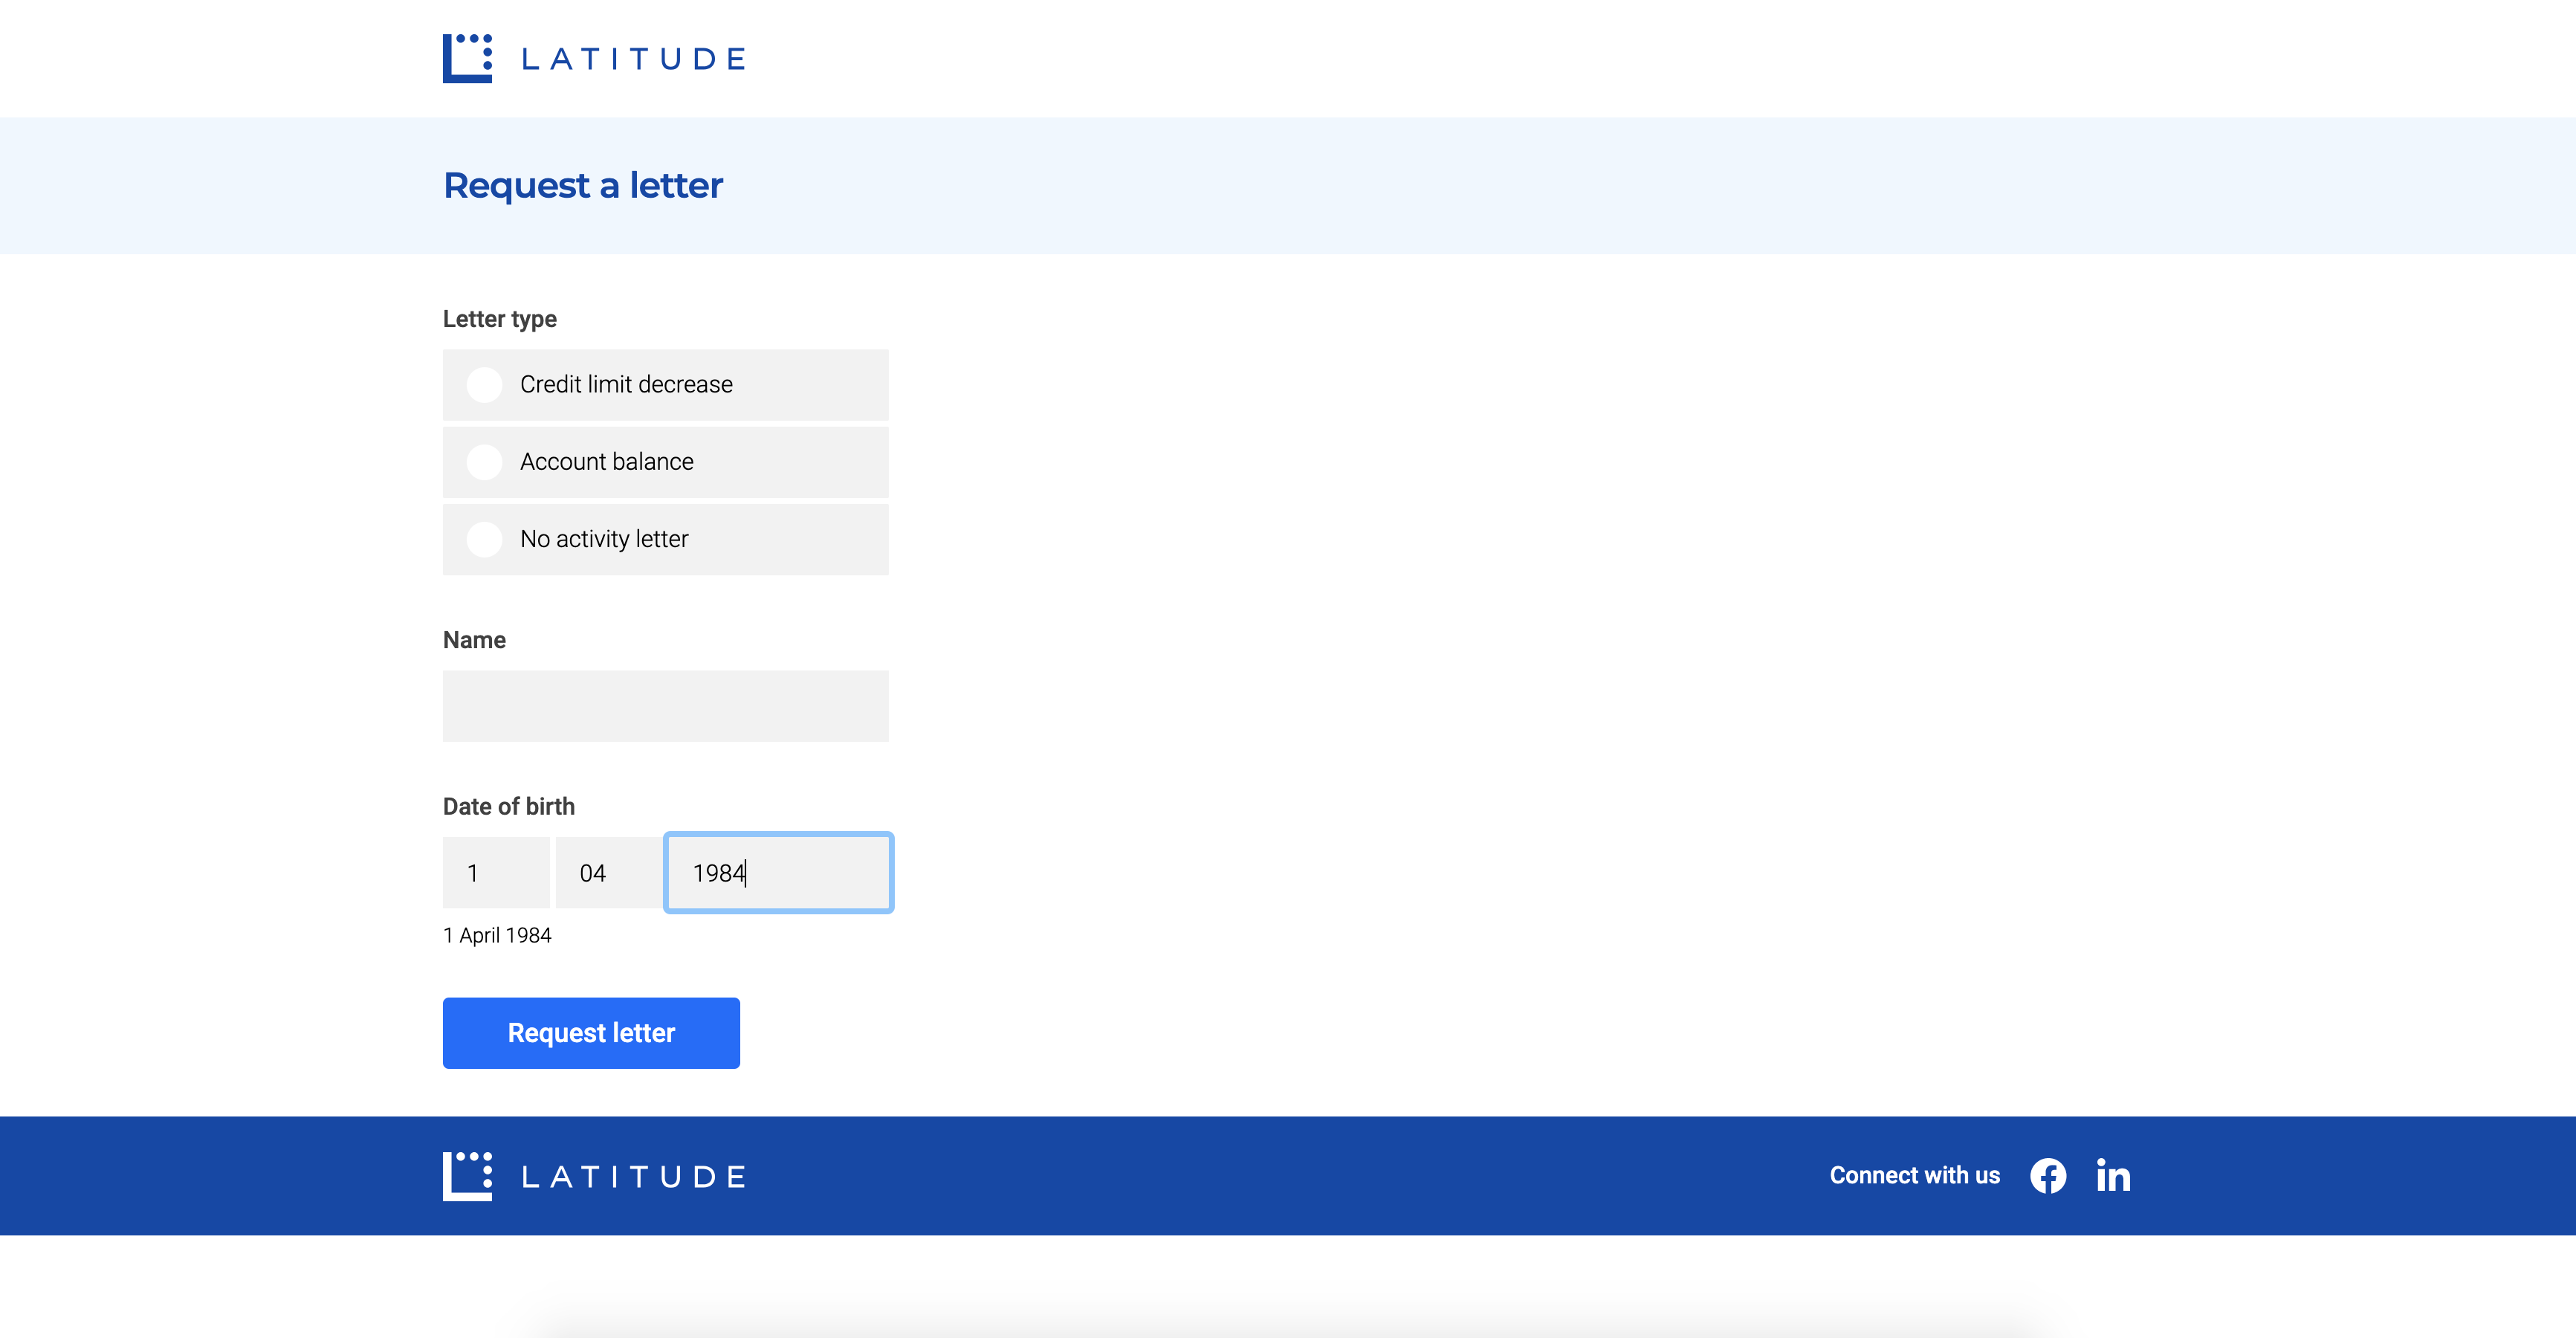 LATITUDE
Request a letter
Letter type
Credit limit decrease
Account balance
No activity letter
Name
Date of birth
1 04 1984
1 April 1984
Request letter
LATITUDE Connect with us